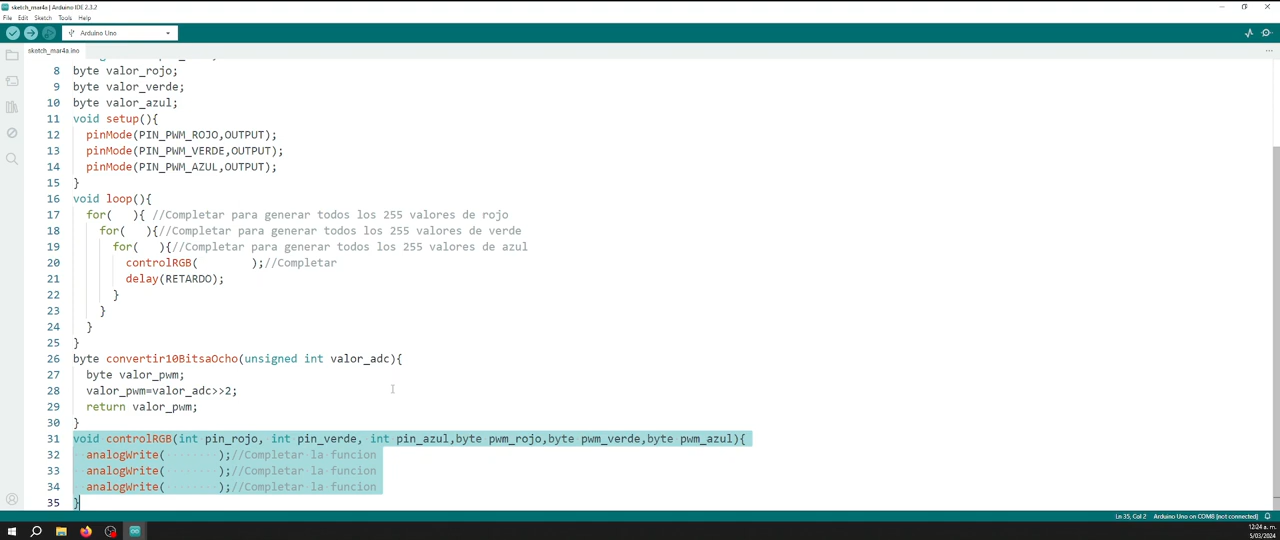 sketch_mar4a | Arduino IDE 2.3.2
File Edit Sketch Tools Help
Arduino Uno
sketch_mar4a.ino
8 byte valor_rojo;
9 byte valor_verde;
10 byte valor_azul;
11 void setup(){
12 pinMode(PIN_PWM_ROJO,OUTPUT);
13 pinMode(PIN_PWM_VERDE,OUTPUT);
14 pinMode(PIN_PWM_AZUL,OUTPUT);
15 }
16 void loop(){
17 for( ){ //Completar para generar todos los 255 valores de rojo
18 for( ){//Completar para generar todos los 255 valores de verde
19 for( ){//Completar para generar todos los 255 valores de azul
20 controlRGB( );//Completar
21 delay(RETARDO);
22 }
23 }
24 }
25 }
26 byte convertir10BitsaOcho(unsigned int valor_adc){
27 byte valor_pwm;
28 valor_pwm=valor_adc>>2;
29 return valor_pwm;
30 }
31 void controlRGB(int pin_rojo, int pin_verde, int pin_azul,byte pwm_rojo,byte pwm_verde,byte pwm_azul){
32 analogWrite( );//Completar la funcion
33 analogWrite( );//Completar la funcion
34 analogWrite( );//Completar la funcion
35 }
Ln 35, Col 2 Arduino Uno on COM8 [not connected]
12:24 a. m.
5/03/2024